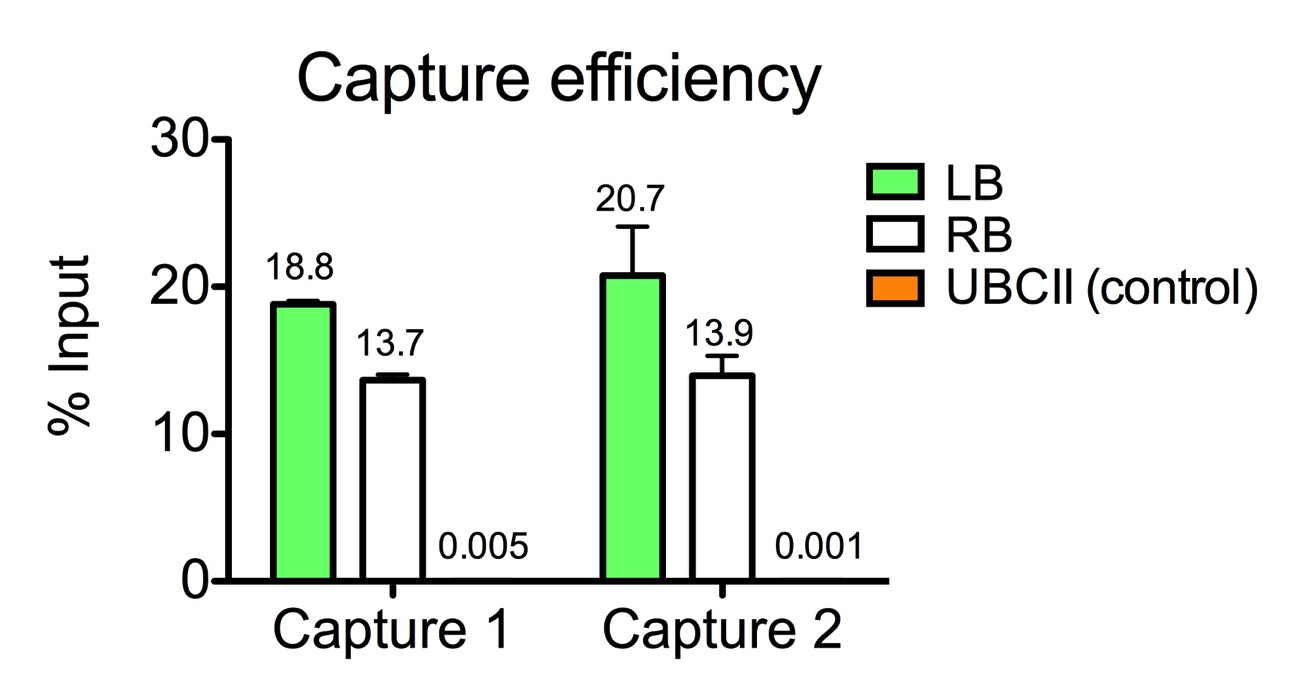 Capture efficiency
% Input
30
20
10
0
18.8
13.7
0.005
20.7
13.9
0.001
Capture 1
Capture 2
LB
RB
UBCII (control)